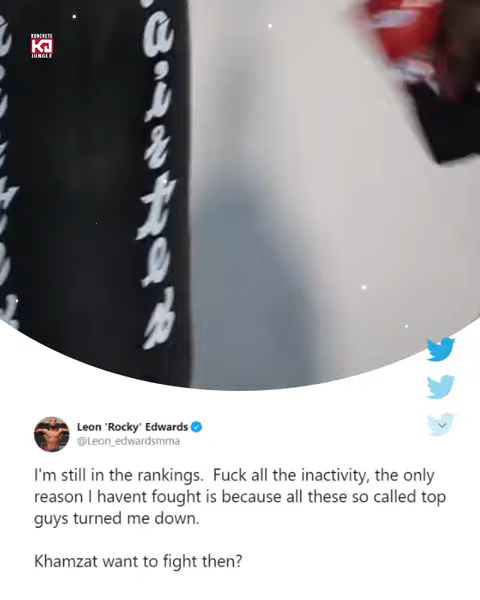 KONCRETE
KJ
JUNGLE
airtex
Leon 'Rocky' Edwards
@Leon_edwardsmma
I'm still in the rankings.  Fuck all the inactivity, the only
reason I havent fought is because all these so called top
guys turned me down.
Khamzat want to fight then?